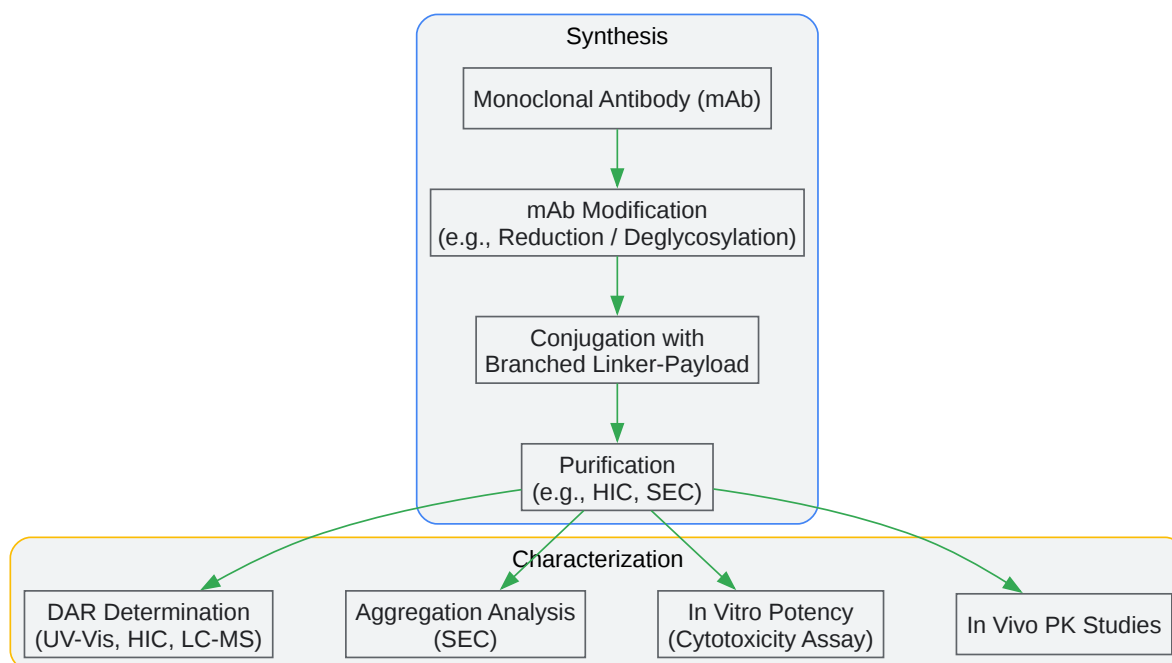 Synthesis
Monoclonal Antibody (mAb)
mAb Modification
(e.g., Reduction / Deglycosylation)
Conjugation with
Branched Linker-Payload
Purification
(e.g., HIC, SEC)
Characterization
DAR Determination
(UV-Vis, HIC, LC-MS)
Aggregation Analysis
(SEC)
In Vitro Potency
(Cytotoxicity Assay)
In Vivo PK Studies